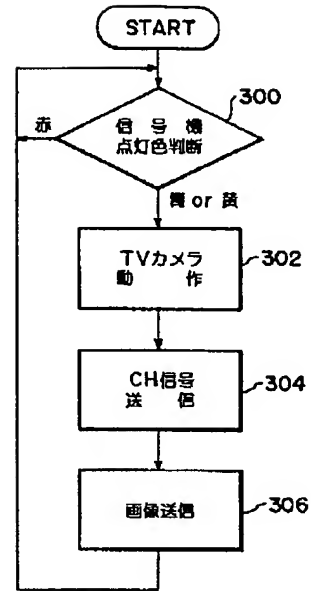 START
300
赤
信号機
点灯色判断
青 or 黄
TVカメラ
動作
302
CH信号
送信
304
画像送信
306